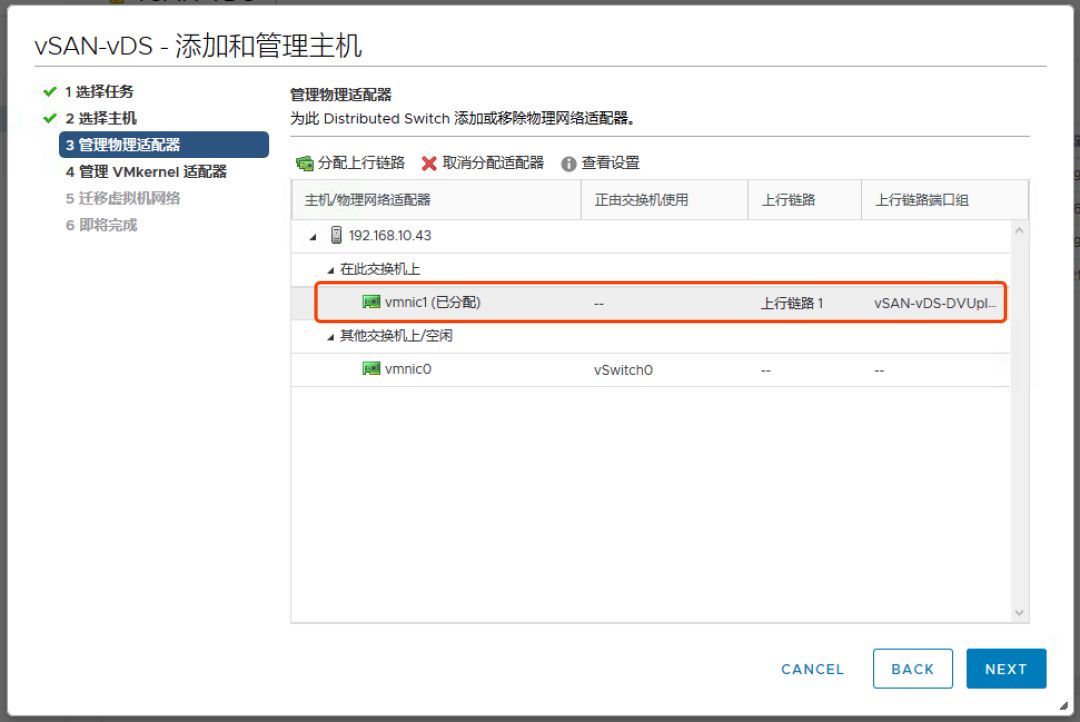 vSAN-vDS - 添加和管理主机
1 选择任务
2 选择主机
3 管理物理适配器
4 管理 VMkernel 适配器
5 迁移虚拟机网络
6 即将完成
管理物理适配器
为此 Distributed Switch 添加或移除物理网络适配器。
分配上行链路 取消分配适配器 查看设置
主机/物理网络适配器 正由交换机使用 上行链路 上行链路端口组
192.168.10.43
在此交换机上
vmnic1 (已分配) -- 上行链路 1 vSAN-vDS-DVUpl...
其他交换机上/空闲
vmnic0 vSwitch0 -- --
CANCEL BACK NEXT